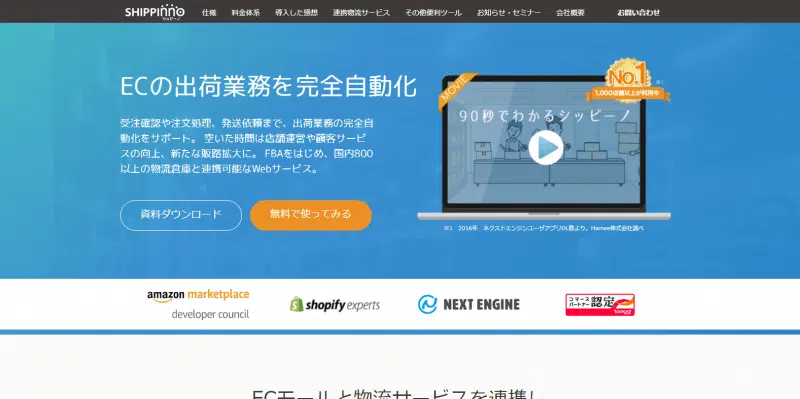 SHIPPINNO
シッピーノ
仕様 料金体系 導入した感想 連携物流サービス その他便利ツール お知らせ・セミナー 会社概要 お問い合わせ
ECの出荷業務を完全自動化
受注確認や注文処理、発送依頼まで、出荷業務の完全自
動化をサポート。 空いた時間は店舗運営や顧客サービ
スの向上、新たな販路拡大に。 FBAをはじめ、国内800
以上の物流倉庫と連携可能なWebサービス。
資料ダウンロード
無料で使ってみる
MOVIE
No.1
※1
1,000店舗以上が利用中
90秒でわかるシッピーノ
※1 2016年 ネクストエンジンユーザアプリDL数より。Hamee株式会社調べ
amazon marketplace
developer council
shopify experts
NEXT ENGINE
コマース
パートナー
認定
YAHOO!
ECモールと物流サービスを連携し